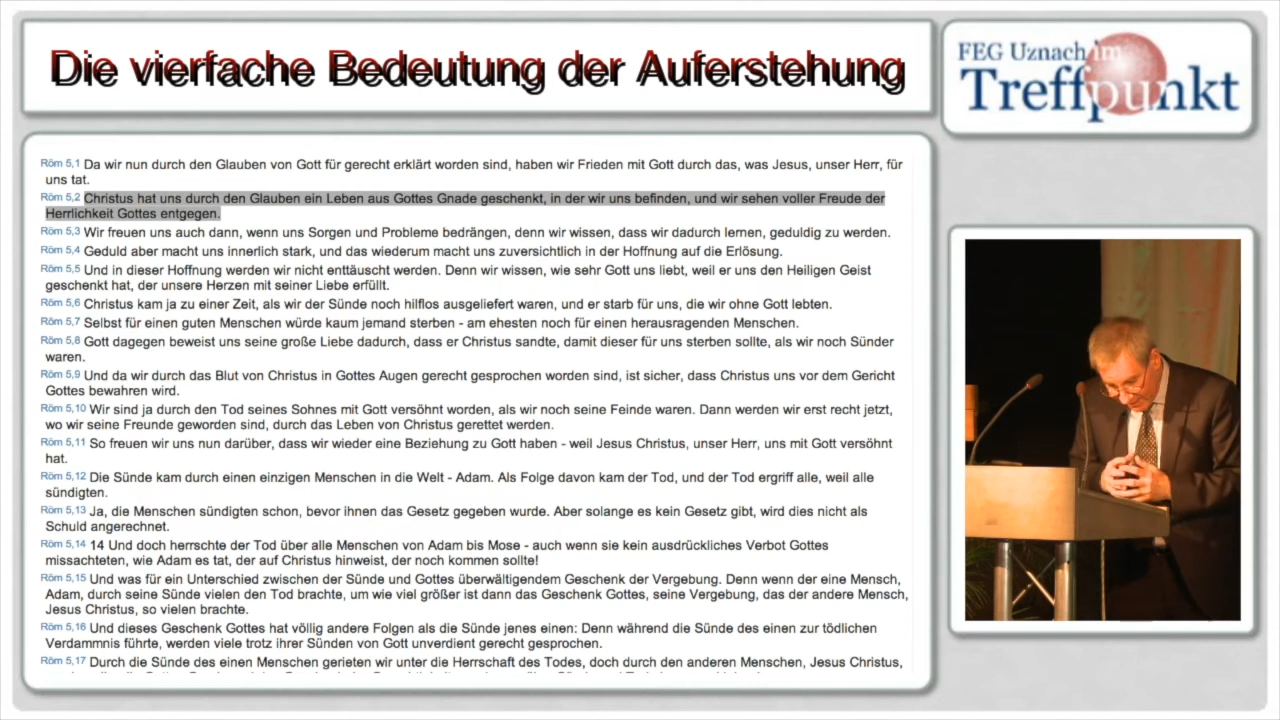 Die vierfache Bedeutung der Auferstehung
FEG Uznach im
Treffpunkt
Röm 5,1 Da wir nun durch den Glauben von Gott für gerecht erklärt worden sind, haben wir Frieden mit Gott durch das, was Jesus, unser Herr, für
uns tat.
Röm 5,2 Christus hat uns durch den Glauben ein Leben aus Gottes Gnade geschenkt, in der wir uns befinden, und wir sehen voller Freude der
Herrlichkeit Gottes entgegen.
Röm 5,3 Wir freuen uns auch dann, wenn uns Sorgen und Probleme bedrängen, denn wir wissen, dass wir dadurch lernen, geduldig zu werden.
Röm 5,4 Geduld aber macht uns innerlich stark, und das wiederum macht uns zuversichtlich in der Hoffnung auf die Erlösung.
Röm 5,5 Und in dieser Hoffnung werden wir nicht enttäuscht werden. Denn wir wissen, wie sehr Gott uns liebt, weil er uns den Heiligen Geist
geschenkt hat, der unsere Herzen mit seiner Liebe erfüllt.
Röm 5,6 Christus kam ja zu einer Zeit, als wir der Sünde noch hilflos ausgeliefert waren, und er starb für uns, die wir ohne Gott lebten.
Röm 5,7 Selbst für einen guten Menschen würde kaum jemand sterben - am ehesten noch für einen herausragenden Menschen.
Röm 5,8 Gott dagegen beweist uns seine große Liebe dadurch, dass er Christus sandte, damit dieser für uns sterben sollte, als wir noch Sünder
waren.
Röm 5,9 Und da wir durch das Blut von Christus in Gottes Augen gerecht gesprochen worden sind, ist sicher, dass Christus uns vor dem Gericht
Gottes bewahren wird.
Röm 5,10 Wir sind ja durch den Tod seines Sohnes mit Gott versöhnt worden, als wir noch seine Feinde waren. Dann werden wir erst recht jetzt,
wo wir seine Freunde geworden sind, durch das Leben von Christus gerettet werden.
Röm 5,11 So freuen wir uns nun darüber, dass wir wieder eine Beziehung zu Gott haben - weil Jesus Christus, unser Herr, uns mit Gott versöhnt
hat.
Röm 5,12 Die Sünde kam durch einen einzigen Menschen in die Welt - Adam. Als Folge davon kam der Tod, und der Tod ergriff alle, weil alle
sündigten.
Röm 5,13 Ja, die Menschen sündigten schon, bevor ihnen das Gesetz gegeben wurde. Aber solange es kein Gesetz gibt, wird dies nicht als
Schuld angerechnet.
Röm 5,14 14 Und doch herrschte der Tod über alle Menschen von Adam bis Mose - auch wenn sie kein ausdrückliches Verbot Gottes
missachteten, wie Adam es tat, der auf Christus hinweist, der noch kommen sollte!
Röm 5,15 Und was für ein Unterschied zwischen der Sünde und Gottes überwältigendem Geschenk der Vergebung. Denn wenn der eine Mensch,
Adam, durch seine Sünde vielen den Tod brachte, um wie viel größer ist dann das Geschenk Gottes, seine Vergebung, das der andere Mensch,
Jesus Christus, so vielen brachte.
Röm 5,16 Und dieses Geschenk Gottes hat völlig andere Folgen als die Sünde jenes einen: Denn während die Sünde des einen zur tödlichen
Verdammnis führte, werden viele trotz ihrer Sünden von Gott unverdient gerecht gesprochen.
Röm 5,17 Durch die Sünde des einen Menschen gerieten wir unter die Herrschaft des Todes, doch durch den anderen Menschen, Jesus Christus,